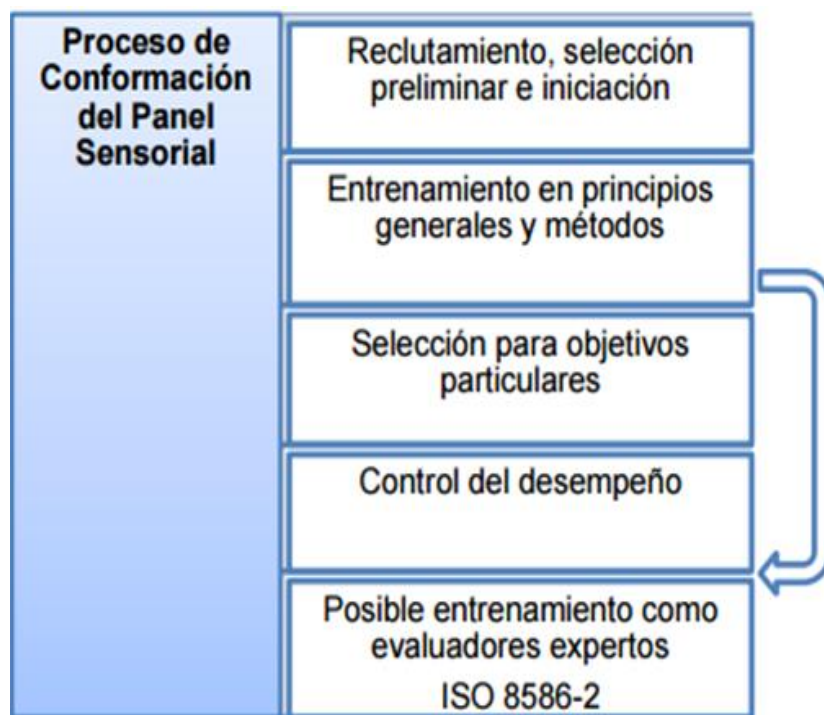 Proceso de
Conformación
del Panel
Sensorial
Reclutamiento, selección
preliminar e iniciación
Entrenamiento en principios
generales y métodos
Selección para objetivos
particulares
Control del desempeño
Posible entrenamiento como
evaluadores expertos
ISO 8586-2